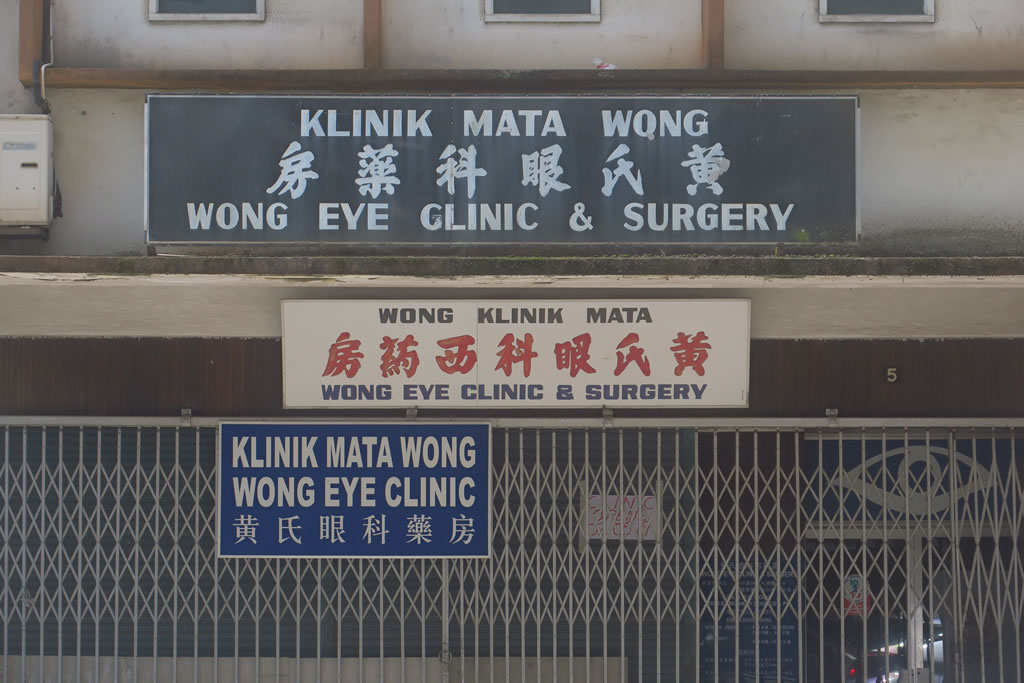 KLINIK MATA WONG
黃氏眼科藥房
WONG EYE CLINIC & SURGERY
WONG KLINIK MATA
黃氏眼科西葯房
WONG EYE CLINIC & SURGERY
5
KLINIK MATA WONG
WONG EYE CLINIC
黄氏眼科藥房